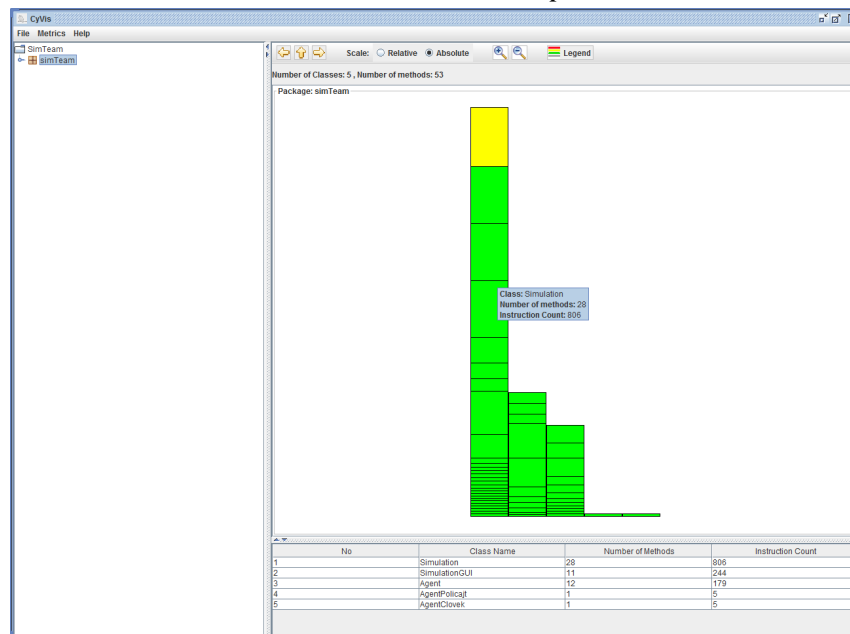 CyVis
File Metrics Help
SimTeam
simTeam
Scale: Relative Absolute Legend
Number of Classes: 5 , Number of methods: 53
Package: simTeam
Class: Simulation
Number of methods: 28
Instruction Count: 806
No Class Name Number of Methods Instruction Count
1 Simulation 28 806
2 SimulationGUI 11 244
3 Agent 12 179
4 AgentPolicajt 1 5
5 AgentClovek 1 5